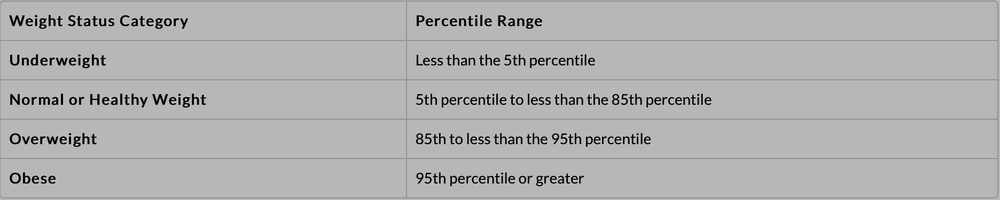 Weight Status Category Percentile Range
Underweight Less than the 5th percentile
Normal or Healthy Weight 5th percentile to less than the 85th percentile
Overweight 85th to less than the 95th percentile
Obese 95th percentile or greater